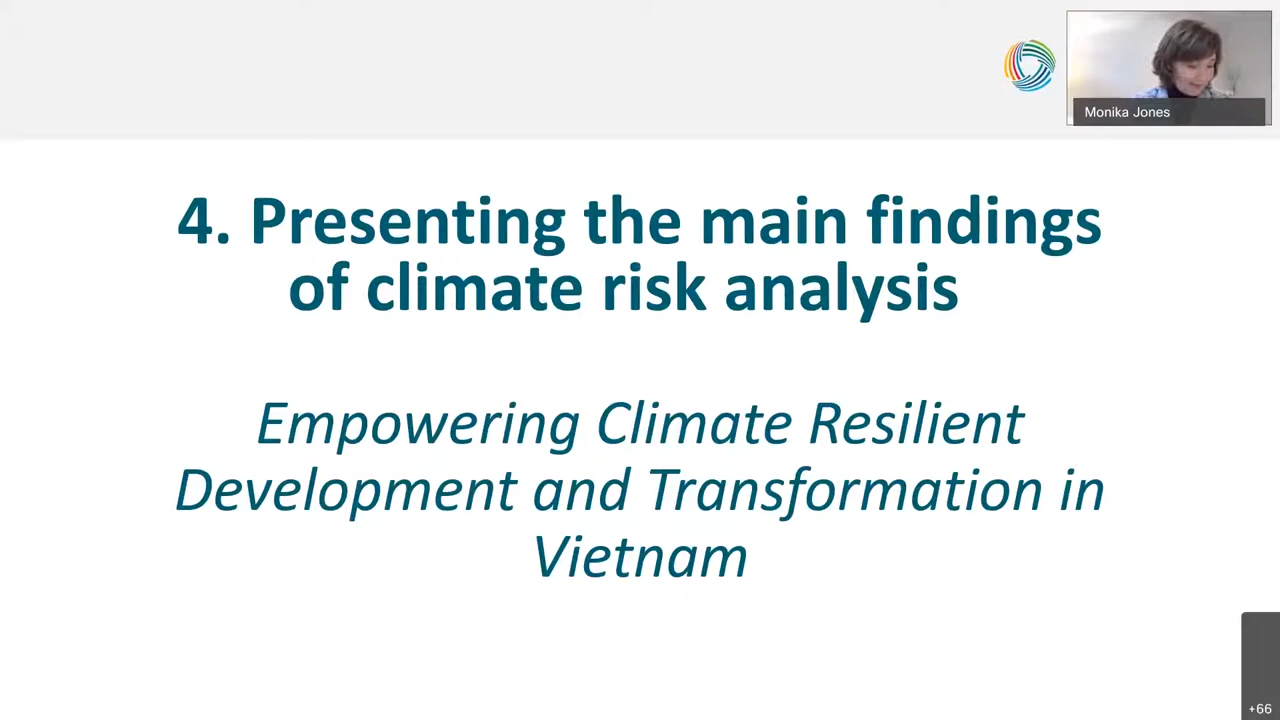 Monika Jones
4. Presenting the main findings
of climate risk analysis
Empowering Climate Resilient
Development and Transformation in
Vietnam
+66